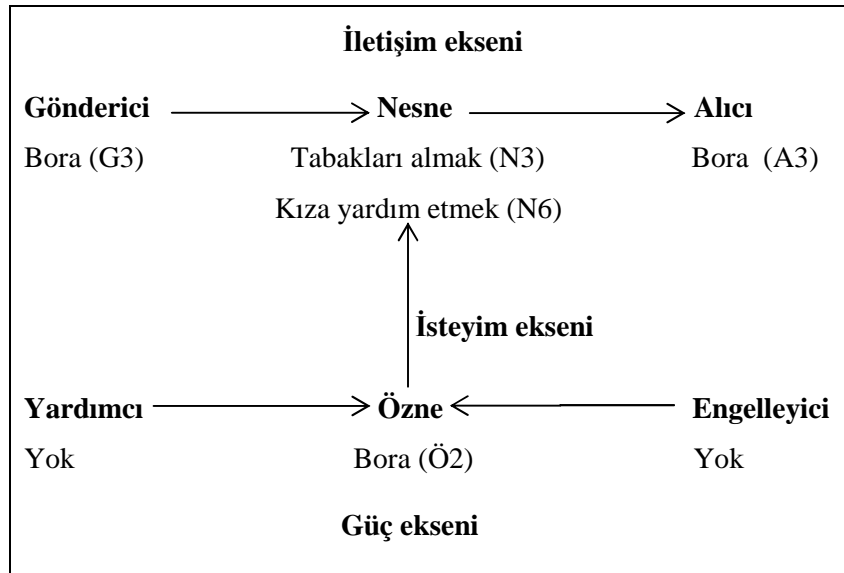 İletişim ekseni
Gönderici Nesne Alıcı
Bora (G3) Tabakları almak (N3) Bora (A3)
Kıza yardım etmek (N6)
İsteyim ekseni
Yardımcı Özne Engelleyici
Yok Bora (Ö2) Yok
Güç ekseni